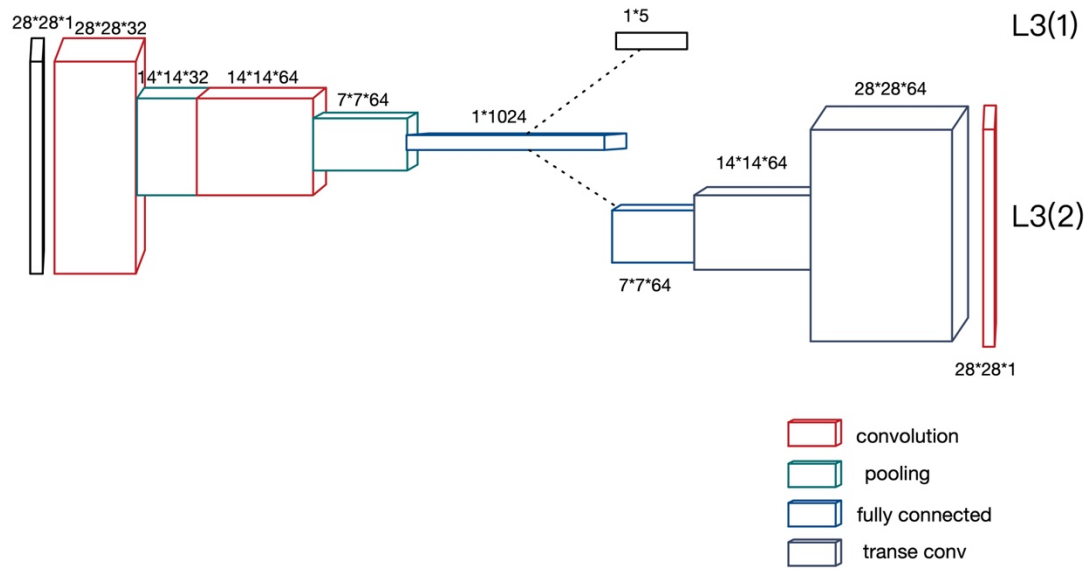 28*28*1
28*28*32
14*14*32
14*14*64
7*7*64
1*1024
1*5
L3(1)
7*7*64
14*14*64
28*28*64
28*28*1
L3(2)
convolution
pooling
fully connected
transe conv